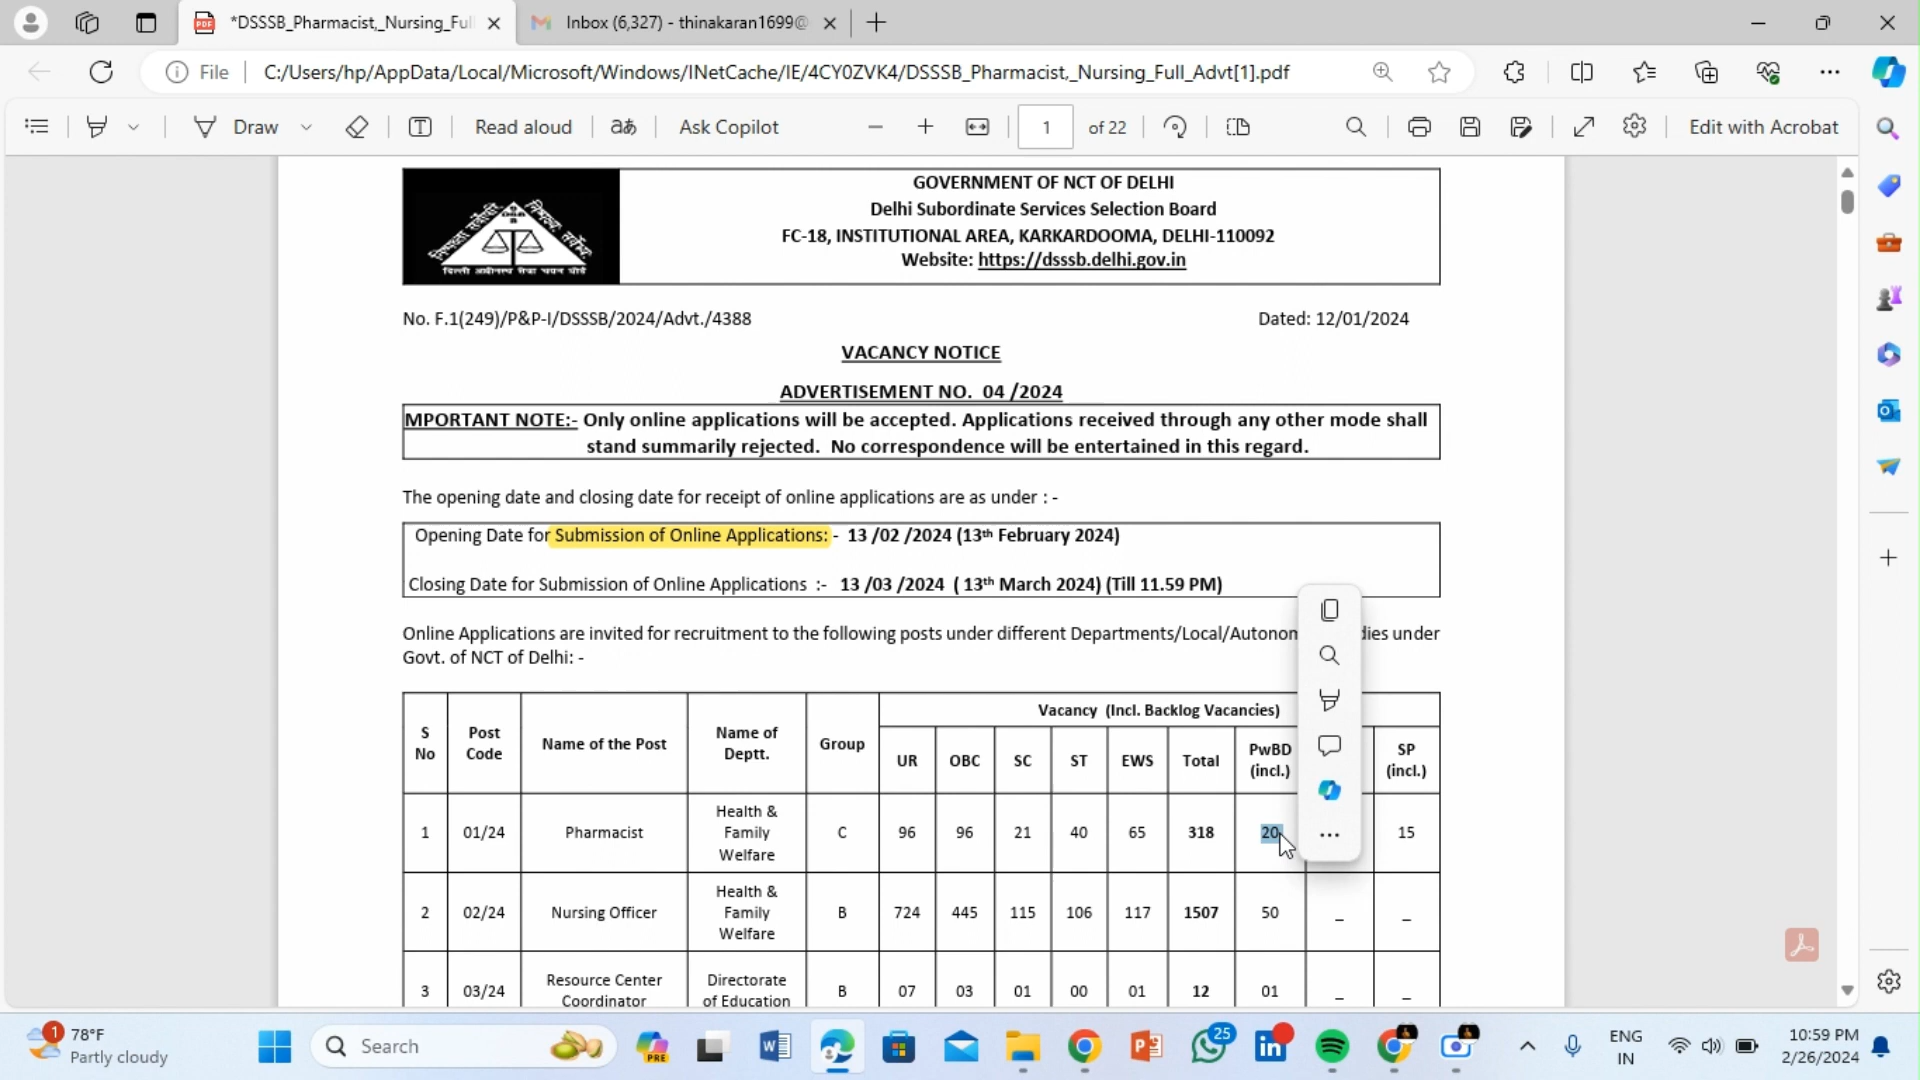 *DSSSB_Pharmacist,_Nursing_Ful
Inbox (6,327) - thinakaran1699@
File
C:/Users/hp/AppData/Local/Microsoft/Windows/INetCache/IE/4CY0ZVK4/DSSSB_Pharmacist,_Nursing_Full_Advt[1].pdf
Draw
Read aloud
aあ
Ask Copilot
1 of 22
Edit with Acrobat
GOVERNMENT OF NCT OF DELHI
Delhi Subordinate Services Selection Board
FC-18, INSTITUTIONAL AREA, KARKARDOOMA, DELHI-110092
Website: https://dsssb.delhi.gov.in
No. F.1(249)/P&P-I/DSSSB/2024/Advt./4388 Dated: 12/01/2024
VACANCY NOTICE
ADVERTISEMENT NO. 04 /2024
MPORTANT NOTE:- Only online applications will be accepted. Applications received through any other mode shall
stand summarily rejected. No correspondence will be entertained in this regard.
The opening date and closing date for receipt of online applications are as under : -
Opening Date for Submission of Online Applications: - 13 /02 /2024 (13th February 2024)
Closing Date for Submission of Online Applications :- 13 /03 /2024 ( 13th March 2024) (Till 11.59 PM)
Online Applications are invited for recruitment to the following posts under different Departments/Local/Autonom dies under
Govt. of NCT of Delhi: -
S No Post Code Name of the Post Name of Deptt. Group Vacancy (Incl. Backlog Vacancies)
UR OBC SC ST EWS Total PwBD (incl.) SP (incl.)
1 01/24 Pharmacist Health & Family Welfare C 96 96 21 40 65 318 20 15
2 02/24 Nursing Officer Health & Family Welfare B 724 445 115 106 117 1507 50 _ _
3 03/24 Resource Center Coordinator Directorate of Education B 07 03 01 00 01 12 01 _ _
1
78°F
Partly cloudy
Search
PRE
25
ENG
IN
10:59 PM
2/26/2024